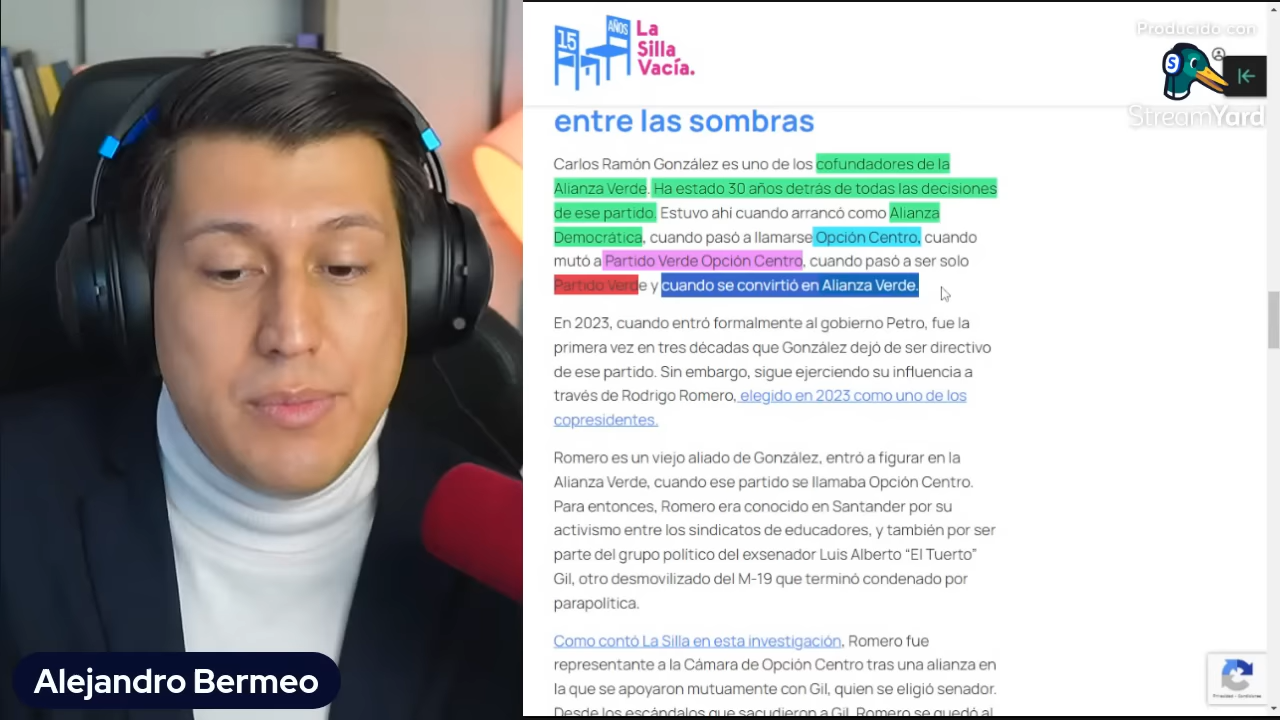 15
AÑOS
La
Silla
Vacía.
Producido con
S
StreamYard
entre las sombras
Carlos Ramón González es uno de los cofundadores de la
Alianza Verde. Ha estado 30 años detrás de todas las decisiones
de ese partido. Estuvo ahí cuando arrancó como Alianza
Democrática, cuando pasó a llamarse Opción Centro, cuando
mutó a Partido Verde Opción Centro, cuando pasó a ser solo
Partido Verde y cuando se convirtió en Alianza Verde.
En 2023, cuando entró formalmente al gobierno Petro, fue la
primera vez en tres décadas que González dejó de ser directivo
de ese partido. Sin embargo, sigue ejerciendo su influencia a
través de Rodrigo Romero, elegido en 2023 como uno de los
copresidentes.
Romero es un viejo aliado de González, entró a figurar en la
Alianza Verde, cuando ese partido se llamaba Opción Centro.
Para entonces, Romero era conocido en Santander por su
activismo entre los sindicatos de educadores, y también por ser
parte del grupo político del exsenador Luis Alberto “El Tuerto”
Gil, otro desmovilizado del M-19 que terminó condenado por
parapolítica.
Como contó La Silla en esta investigación, Romero fue
representante a la Cámara de Opción Centro tras una alianza en
la que se apoyaron mutuamente con Gil, quien se eligió senador.
Desde los escándalos que sacudieron a Gil, Romero se quedó al
Alejandro Bermeo